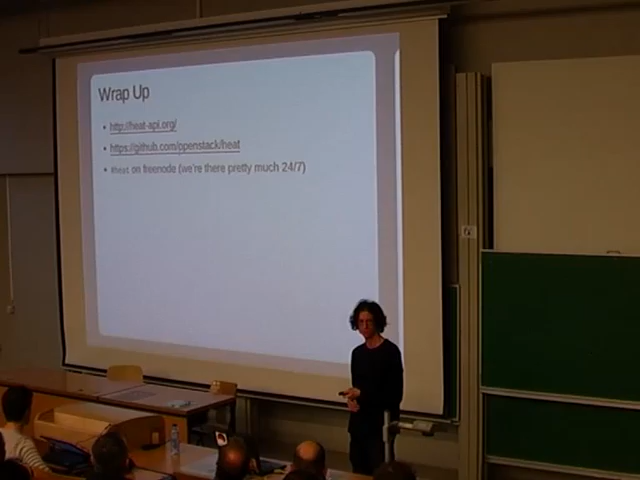 Wrap Up
http://heat-api.org/
https://github.com/openstack/heat
#heat on freenode (we're there pretty much 24/7)